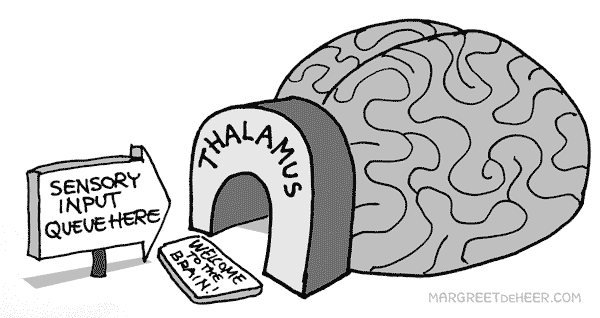 THALAMUS
SENSORY
INPUT
QUEUE HERE
WELCOME
TO THE
BRAIN!
MARGREETDEHEER.COM